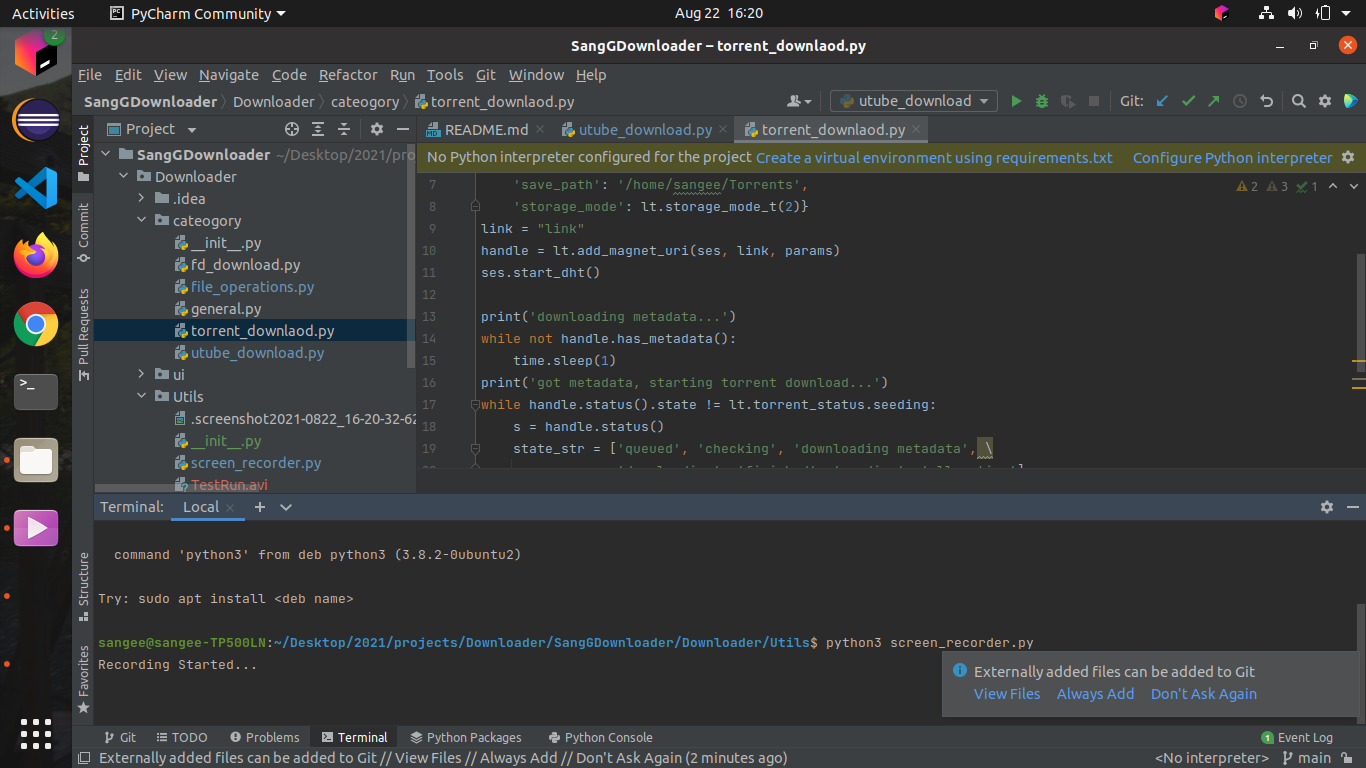 Activities
PyCharm Community
Aug 22 16:20
2
SangGDownloader – torrent_downlaod.py
File Edit View Navigate Code Refactor Run Tools Git Window Help
SangGDownloader Downloader cateogory torrent_downlaod.py
utube_download
Git:
Project
README.md
utube_download.py
torrent_downlaod.py
No Python interpreter configured for the project Create a virtual environment using requirements.txt Configure Python interpreter
Project
Commit
Pull Requests
Structure
Favorites
SangGDownloader ~/Desktop/2021/pro
Downloader
.idea
cateogory
__init__.py
fd_download.py
file_operations.py
general.py
torrent_downlaod.py
utube_download.py
ui
Utils
.screenshot2021-0822_16-20-32-62
__init__.py
screen_recorder.py
TestRun.avi
2 3 1
7 'save_path': '/home/sangee/Torrents',
8 'storage_mode': lt.storage_mode_t(2)}
9 link = "link"
10 handle = lt.add_magnet_uri(ses, link, params)
11 ses.start_dht()
12
13 print('downloading metadata...')
14 while not handle.has_metadata():
15 time.sleep(1)
16 print('got metadata, starting torrent download...')
17 while handle.status().state != lt.torrent_status.seeding:
18 s = handle.status()
19 state_str = ['queued', 'checking', 'downloading metadata', \
Terminal: Local
command 'python3' from deb python3 (3.8.2-0ubuntu2)
Try: sudo apt install <deb name>
sangee@sangee-TP500LN:~/Desktop/2021/projects/Downloader/SangGDownloader/Downloader/Utils$ python3 screen_recorder.py
Recording Started...
Externally added files can be added to Git
View Files Always Add Don't Ask Again
Git TODO Problems Terminal Python Packages Python Console
1 Event Log
Externally added files can be added to Git // View Files // Always Add // Don't Ask Again (2 minutes ago)
<No interpreter> main